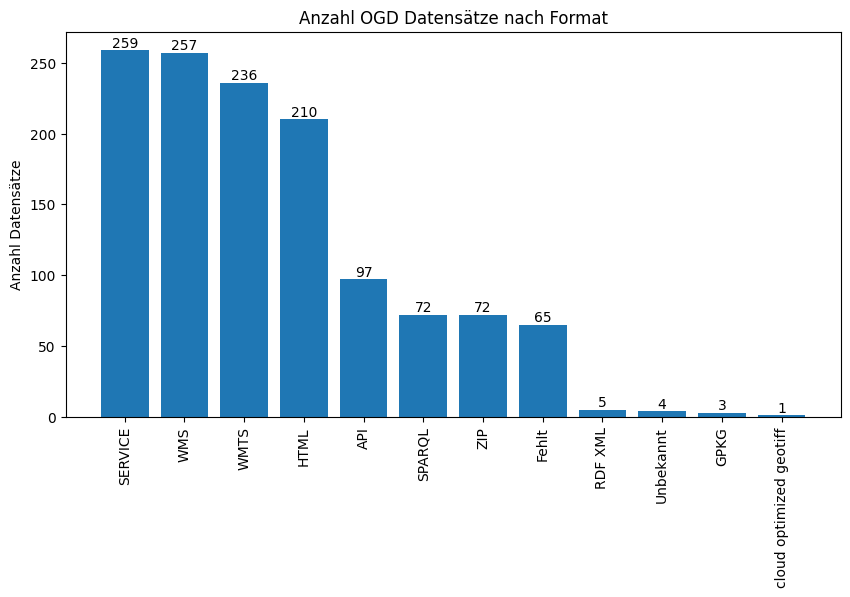 Anzahl OGD Datensätze nach Format
Anzahl Datensätze
250
200
150
100
50
0
259
257
236
210
97
72
72
65
5
4
3
1
SERVICE
WMS
WMTS
HTML
API
SPARQL
ZIP
Fehlt
RDF XML
Unbekannt
GPKG
cloud optimized geotiff